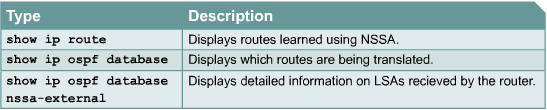 Type Description
show ip route Displays routes learned using NSSA.
show ip ospf database Displays which routes are being translated.
show ip ospf database Displays detailed information on LSAs recieved by the router.
nssa-external